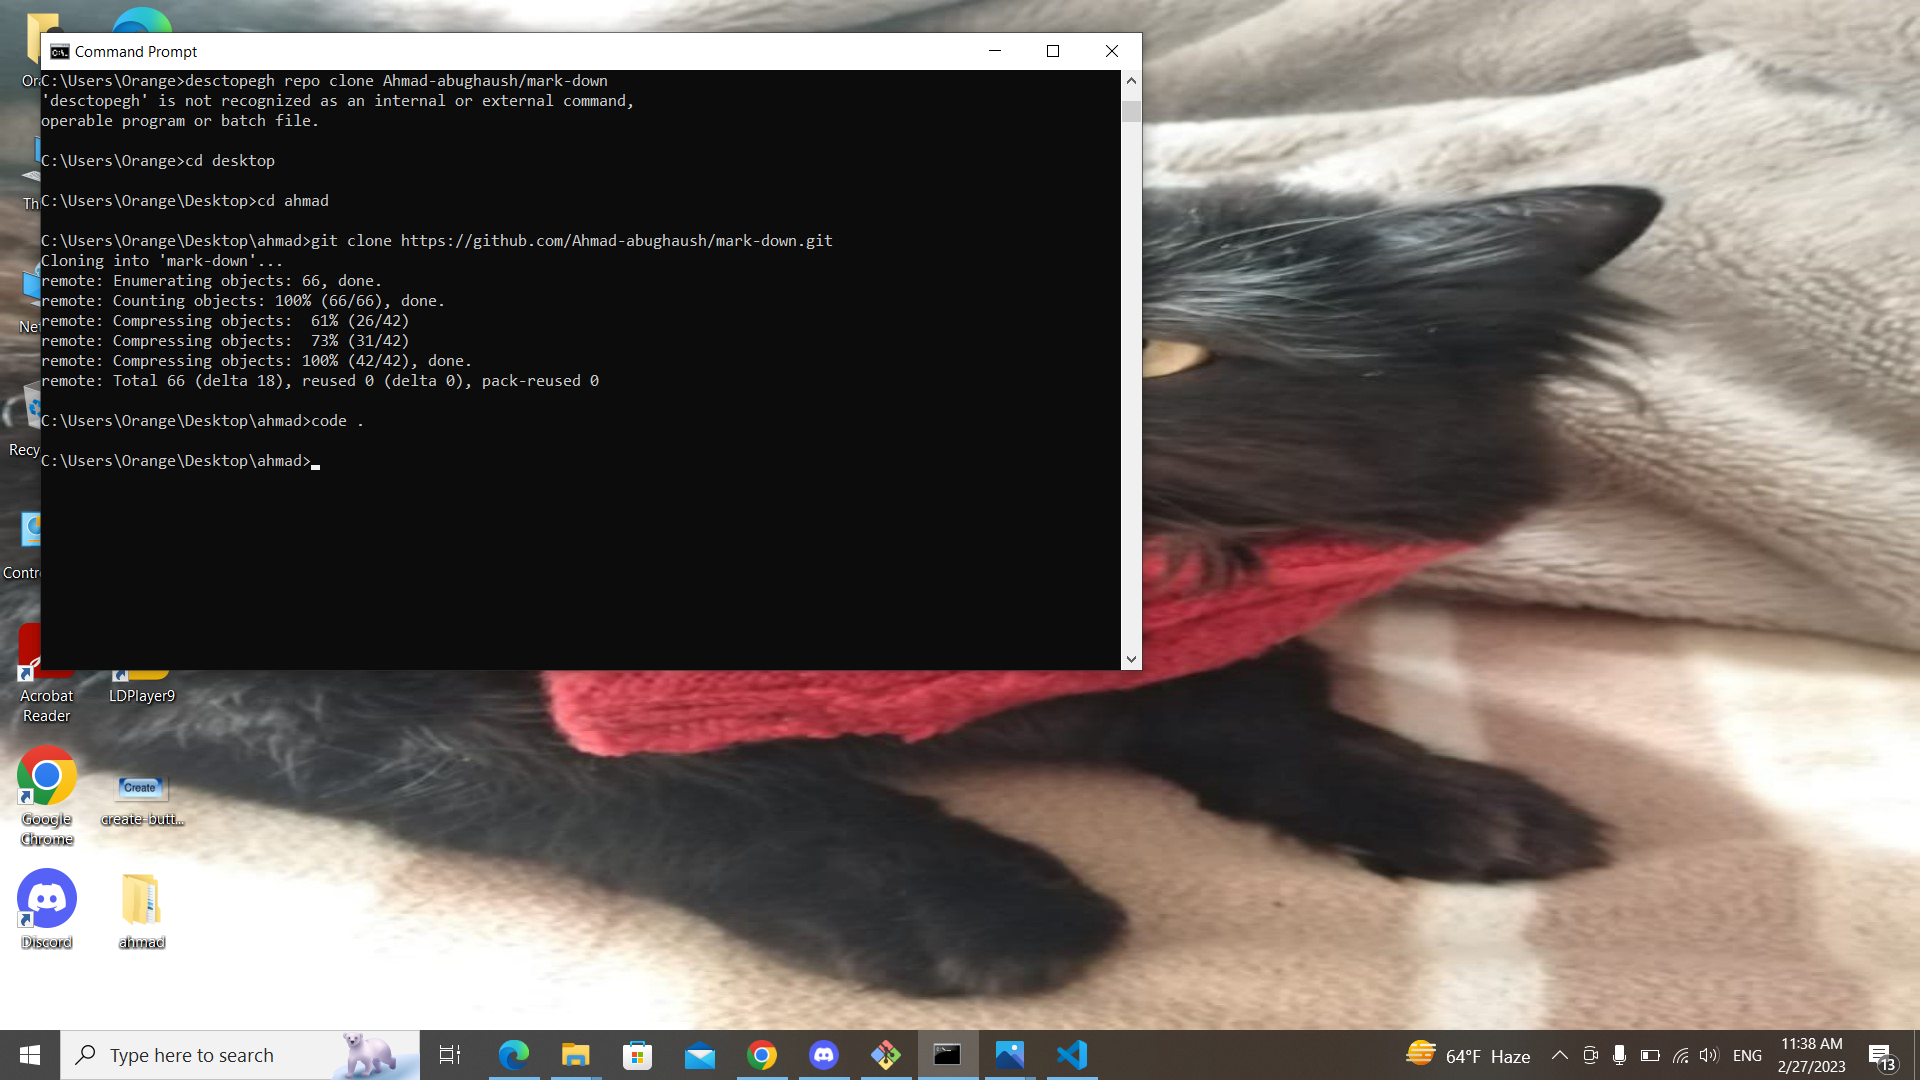 Command Prompt
C:\Users\Orange>desctopegh repo clone Ahmad-abughaush/mark-down
'desctopegh' is not recognized as an internal or external command,
operable program or batch file.
C:\Users\Orange>cd desktop
C:\Users\Orange\Desktop>cd ahmad
C:\Users\Orange\Desktop\ahmad>git clone https://github.com/Ahmad-abughaush/mark-down.git
Cloning into 'mark-down'...
remote: Enumerating objects: 66, done.
remote: Counting objects: 100% (66/66), done.
remote: Compressing objects:  61% (26/42)
remote: Compressing objects:  73% (31/42)
remote: Compressing objects: 100% (42/42), done.
remote: Total 66 (delta 18), reused 0 (delta 0), pack-reused 0
C:\Users\Orange\Desktop\ahmad>code .
C:\Users\Orange\Desktop\ahmad>
Acrobat
Reader
LDPlayer9
Google
Chrome
Create
create-butt...
Discord
ahmad
Type here to search
64°F Haze
ENG
11:38 AM
2/27/2023
13